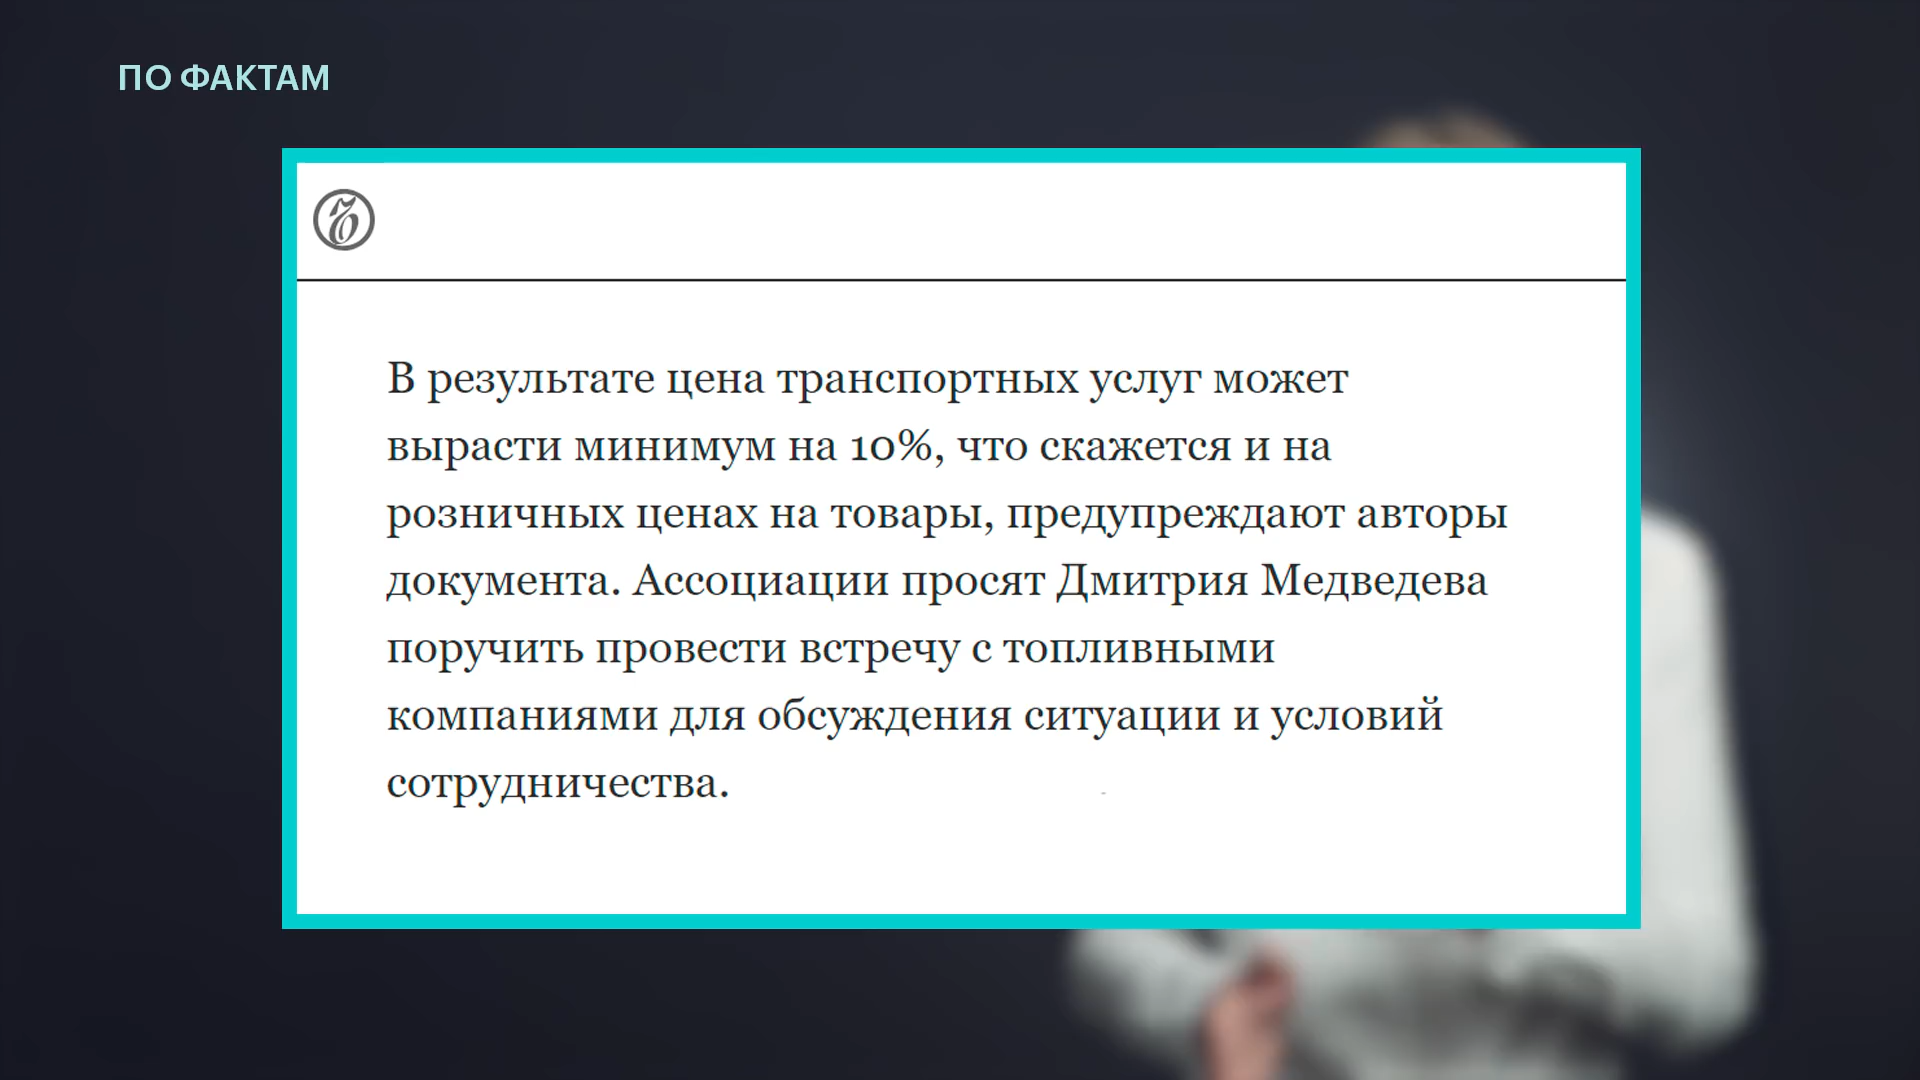 ПО ФАКТАМ
Ъ
В результате цена транспортных услуг может
вырасти минимум на 10%, что скажется и на
розничных ценах на товары, предупреждают авторы
документа. Ассоциации просят Дмитрия Медведева
поручить провести встречу с топливными
компаниями для обсуждения ситуации и условий
сотрудничества.